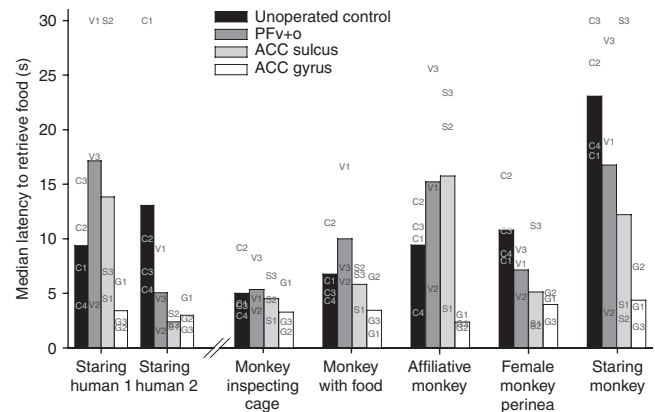 30
25
20
15
10
5
0
Median latency to retrieve food (s)
Unoperated control
PFv+o
ACC sulcus
ACC gyrus
V1 S2
V3
C3
C2
C1
C4
V2
S3
S1
G1
G3
G2
C1
C2
C3
C4
V1
V3
V2
S2
G1
G3
C2
C4
V3
V1
V2
S2
S3
S1
G1
G3
G2
C2
C1
C4
V1
V3
V2
S2
S3
S1
G2
G3
G1
C2
C3
C1
C4
V3
V1
V2
S3
S2
S1
G1
C2
C3
C4
C1
V3
V1
V2
S3
S2
G2
G1
G3
C3
C2
C4
C1
V3
V1
V2
S3
S1
S2
G2
G1
G3
Staring
human 1
Staring
human 2
Monkey
inspecting
cage
Monkey
with food
Affiliative
monkey
Female
monkey
perinea
Staring
monkey